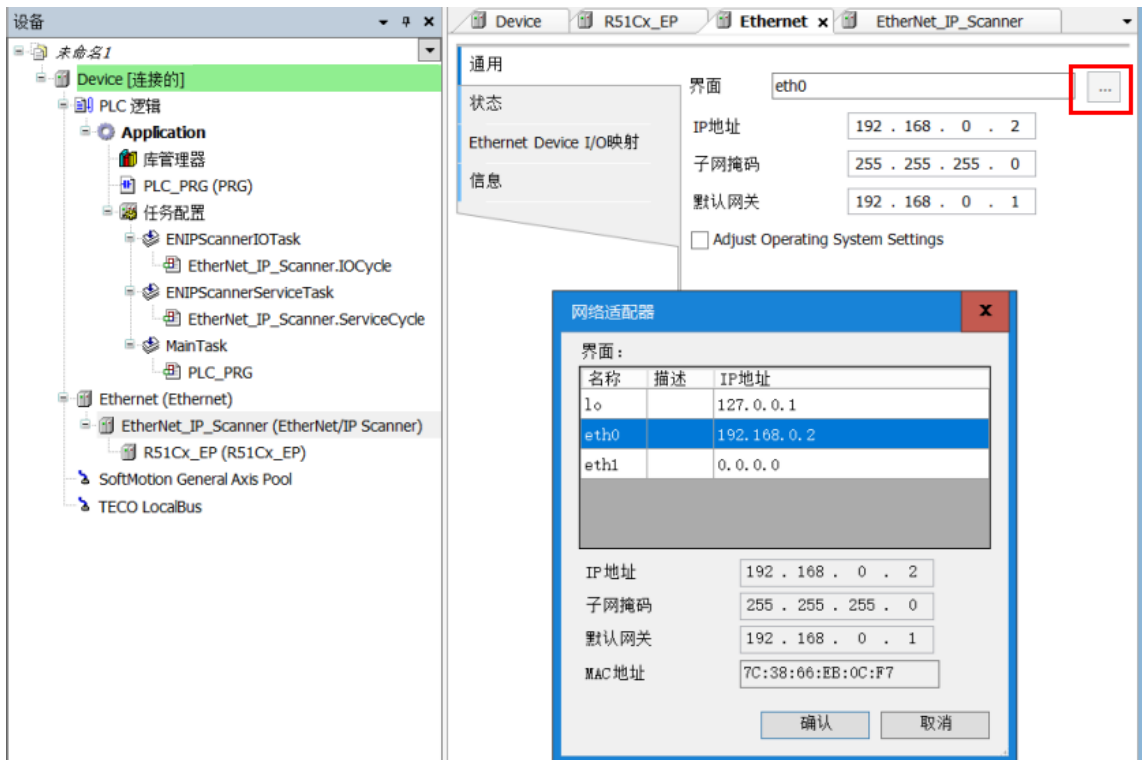 设备
未命名1
Device [连接的]
PLC 逻辑
Application
库管理器
PLC_PRG (PRG)
任务配置
ENIPScannerIOTask
EtherNet_IP_Scanner.IOCycle
ENIPScannerServiceTask
EtherNet_IP_Scanner.ServiceCycle
MainTask
PLC_PRG
Ethernet (Ethernet)
EtherNet_IP_Scanner (EtherNet/IP Scanner)
R51Cx_EP (R51Cx_EP)
SoftMotion General Axis Pool
TECO LocalBus
Device R51Cx_EP Ethernet x EtherNet_IP_Scanner
通用
状态
Ethernet Device I/O映射
信息
界面 eth0 ...
IP地址 192 . 168 . 0 . 2
子网掩码 255 . 255 . 255 . 0
默认网关 192 . 168 . 0 . 1
Adjust Operating System Settings
网络适配器 x
界面：
名称 描述 IP地址
lo 127.0.0.1
eth0 192.168.0.2
eth1 0.0.0.0
IP地址 192 . 168 . 0 . 2
子网掩码 255 . 255 . 255 . 0
默认网关 192 . 168 . 0 . 1
MAC地址 7C:38:66:EB:0C:F7
确认 取消